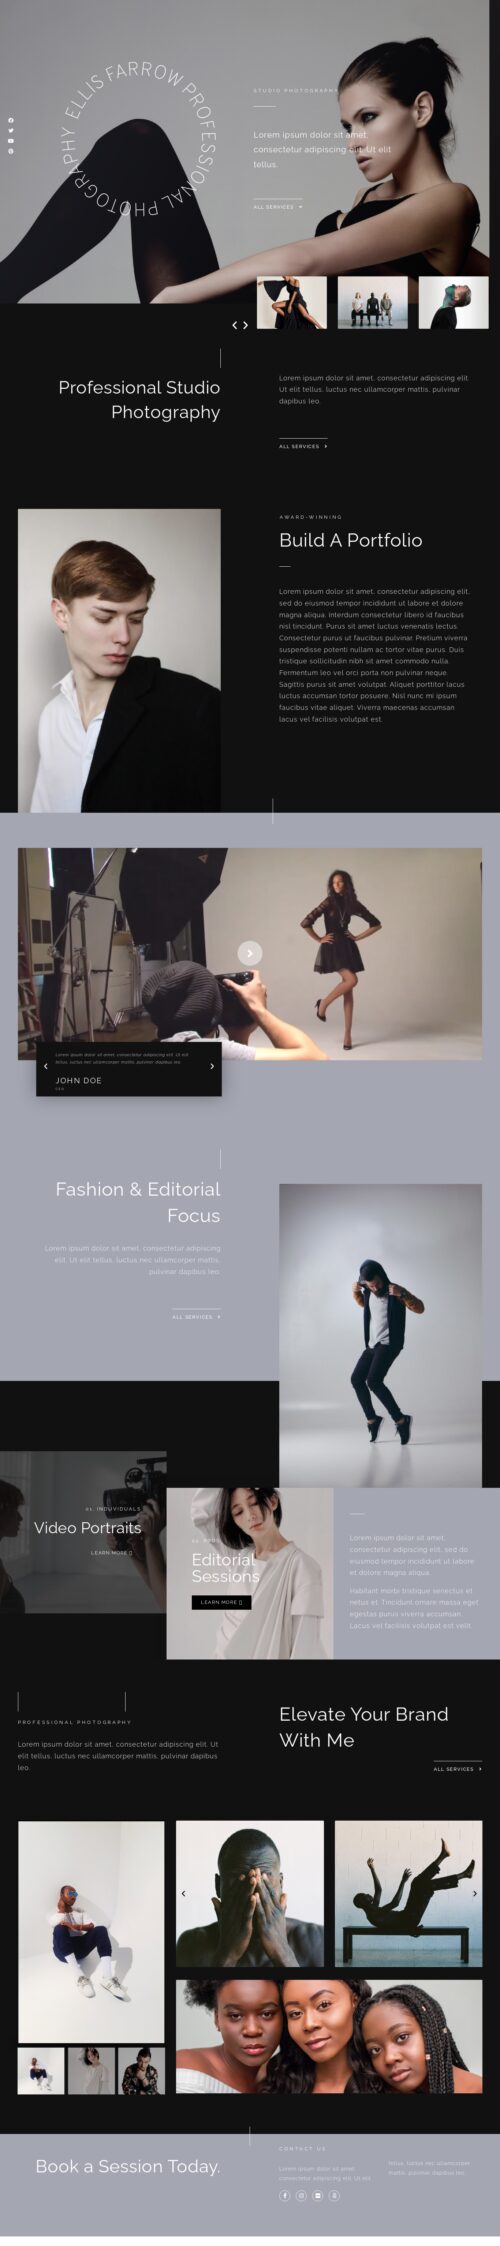 ELLIS FARROW PROFESSIONAL PHOTOGRAPHY
STUDIO PHOTOGRAPHY
Lorem ipsum dolor sit amet,
consectetur adipiscing elit. Ut elit
tellus.
ALL SERVICES
Professional Studio
Photography
Lorem ipsum dolor sit amet, consectetur adipiscing elit.
Ut elit tellus, luctus nec ullamcorper mattis, pulvinar
dapibus leo.
ALL SERVICES
AWARD-WINNING
Build A Portfolio
Lorem ipsum dolor sit amet, consectetur adipiscing elit,
sed do eiusmod tempor incididunt ut labore et dolore
magna aliqua. Interdum consectetur libero id faucibus
nisl tincidunt. Purus sit amet luctus venenatis lectus.
Consectetur purus ut faucibus pulvinar. Pretium viverra
suspendisse potenti nullam ac tortor vitae purus. Duis
tristique sollicitudin nibh sit amet commodo nulla.
Fermentum leo vel orci porta non pulvinar neque.
Sagittis purus sit amet volutpat. Aliquet porttitor lacus
luctus accumsan tortor posuere. Nisl nunc mi ipsum
faucibus vitae aliquet. Viverra maecenas accumsan
lacus vel facilisis volutpat est.
Lorem ipsum dolor sit amet, consectetur adipiscing elit. Ut elit
tellus, luctus nec ullamcorper mattis, pulvinar dapibus leo.
JOHN DOE
CEO
Fashion & Editorial
Focus
Lorem ipsum dolor sit amet, consectetur adipiscing
elit. Ut elit tellus, luctus nec ullamcorper mattis,
pulvinar dapibus leo.
ALL SERVICES
01. INDUVIDUALS
Video Portraits
LEARN MORE
Editorial
Sessions
LEARN MORE
Lorem ipsum dolor sit amet,
consectetur adipiscing elit, sed do
eiusmod tempor incididunt ut labore
et dolore magna aliqua.
Habitant morbi tristique senectus et
netus et. Tincidunt ornare massa eget
egestas purus viverra accumsan.
Lacus vel facilisis volutpat est velit.
PROFESSIONAL PHOTOGRAPHY
Lorem ipsum dolor sit amet, consectetur adipiscing elit. Ut
elit tellus, luctus nec ullamcorper mattis, pulvinar dapibus
leo.
Elevate Your Brand
With Me
ALL SERVICES
Book a Session Today.
CONTACT US
Lorem ipsum dolor sit amet,
consectetur adipiscing elit. Ut elit
tellus, luctus nec ullamcorper
mattis, pulvinar dapibus leo.